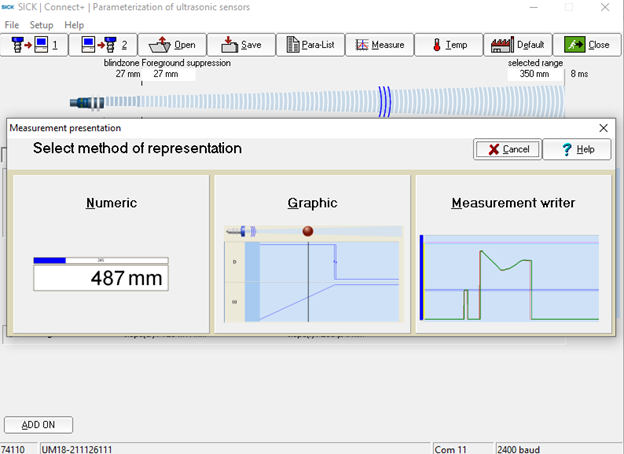 SICK | Connect+ | Parameterization of ultrasonic sensors
File Setup Help
1 2 Open Save Para-List Measure Temp Default Close
blindzone Foreground suppression selected range
27 mm 27 mm 350 mm 8 ms
Measurement presentation
Select method of representation Cancel Help
Numeric Graphic Measurement writer
487 mm
ADD ON
74110 UM18-211126111 Com 11 2400 baud